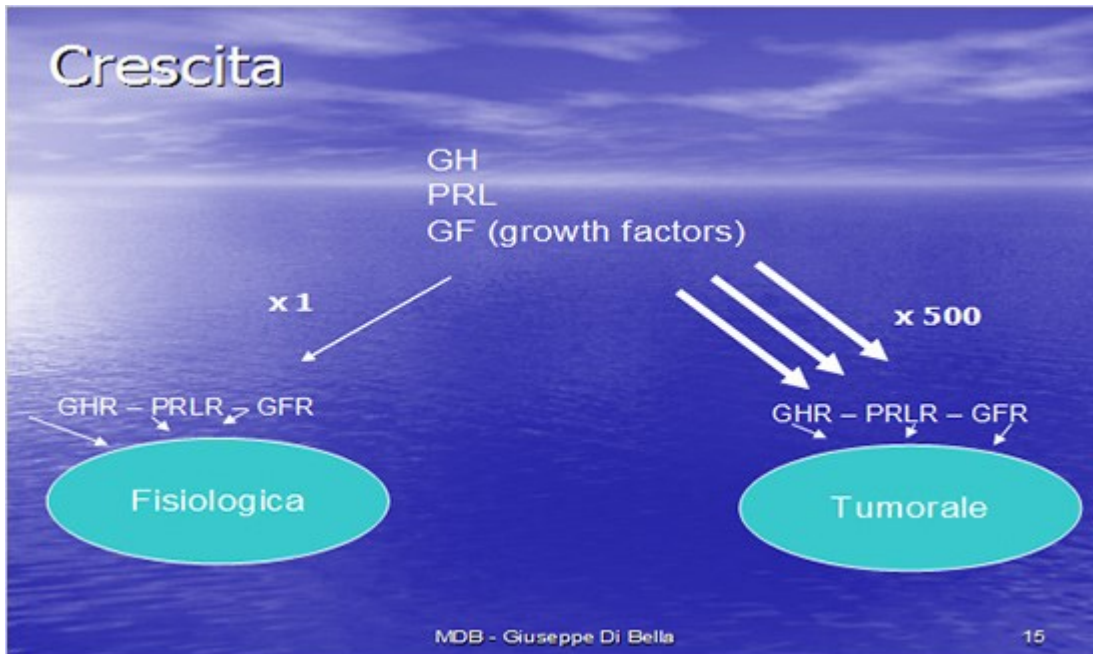 Crescita
GH
PRL
GF (growth factors)
x 1
x 500
GHR – PRLR – GFR
GHR – PRLR – GFR
Fisiologica
Tumorale
MDB - Giuseppe Di Bella
15